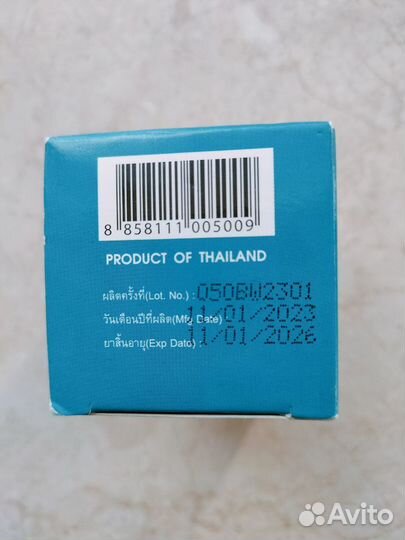 8 858111 005009
PRODUCT OF THAILAND
ผลิตครั้งที่(Lot. No.) : 050BW2301
วันเดือนปีที่ผลิต(Mfg Date) 11/01/2023
ยาสิ้นอายุ(Exp Date) : 11/01/2026
Avito